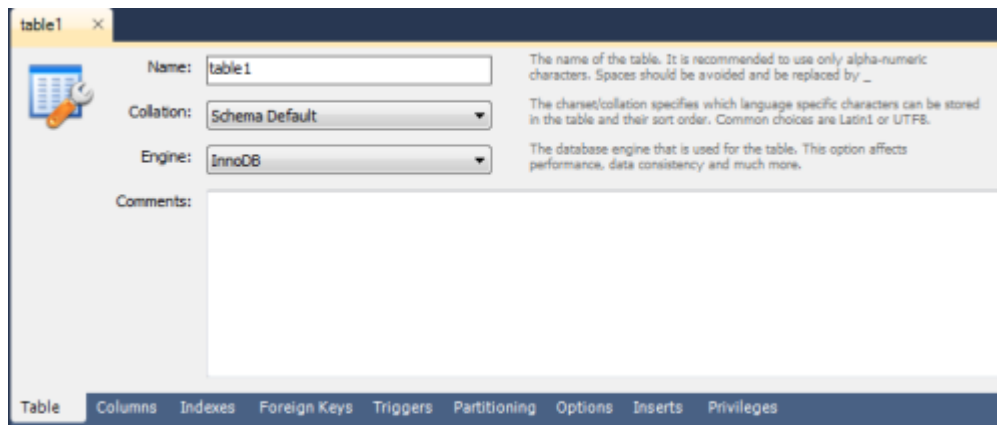 table1 ×
Name: table1
The name of the table. It is recommended to use only alpha-numeric
characters. Spaces should be avoided and be replaced by _
Collation: Schema Default
The charset/collation specifies which language specific characters can be stored
in the table and their sort order. Common choices are Latin1 or UTF8.
Engine: InnoDB
The database engine that is used for the table. This option affects
performance, data consistency and much more.
Comments:
Table Columns Indexes Foreign Keys Triggers Partitioning Options Inserts Privileges